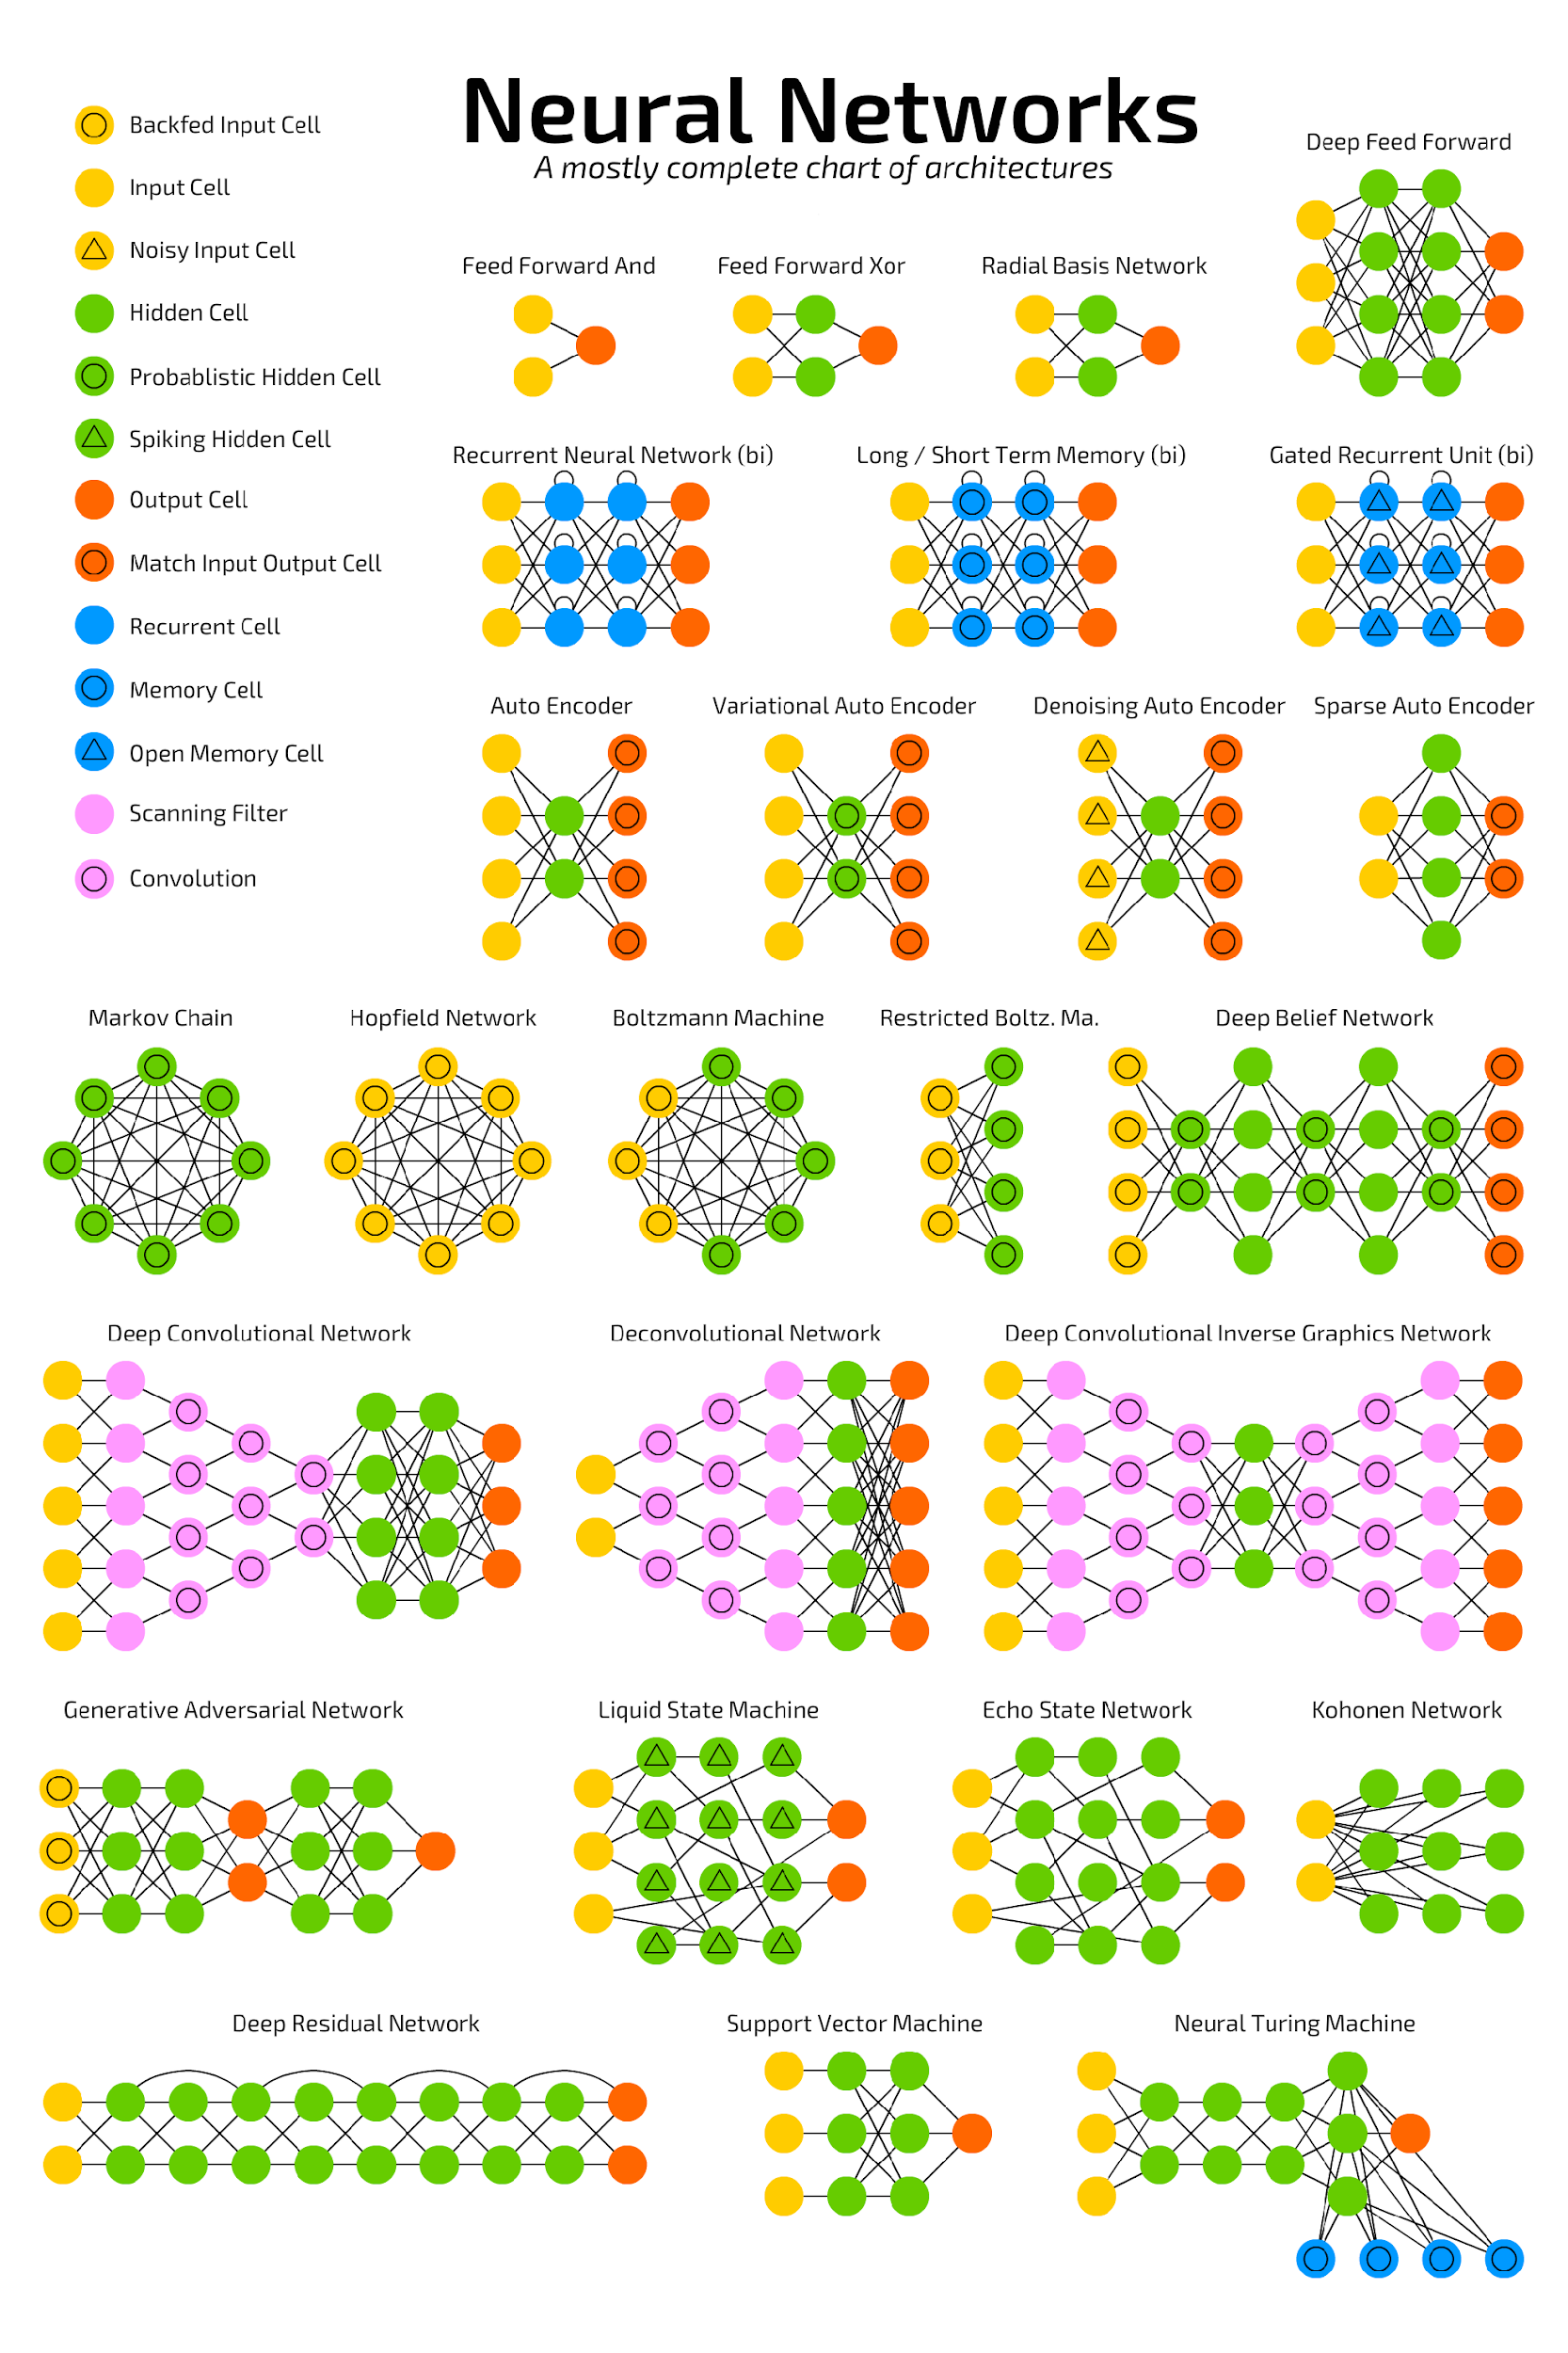 Neural Networks
A mostly complete chart of architectures
Backfed Input Cell
Input Cell
Noisy Input Cell
Hidden Cell
Probablistic Hidden Cell
Spiking Hidden Cell
Output Cell
Match Input Output Cell
Recurrent Cell
Memory Cell
Open Memory Cell
Scanning Filter
Convolution
Deep Feed Forward
Feed Forward And
Feed Forward Xor
Radial Basis Network
Recurrent Neural Network (bi)
Long / Short Term Memory (bi)
Gated Recurrent Unit (bi)
Auto Encoder
Variational Auto Encoder
Denoising Auto Encoder
Sparse Auto Encoder
Markov Chain
Hopfield Network
Boltzmann Machine
Restricted Boltz. Ma.
Deep Belief Network
Deep Convolutional Network
Deconvolutional Network
Deep Convolutional Inverse Graphics Network
Generative Adversarial Network
Liquid State Machine
Echo State Network
Kohonen Network
Deep Residual Network
Support Vector Machine
Neural Turing Machine